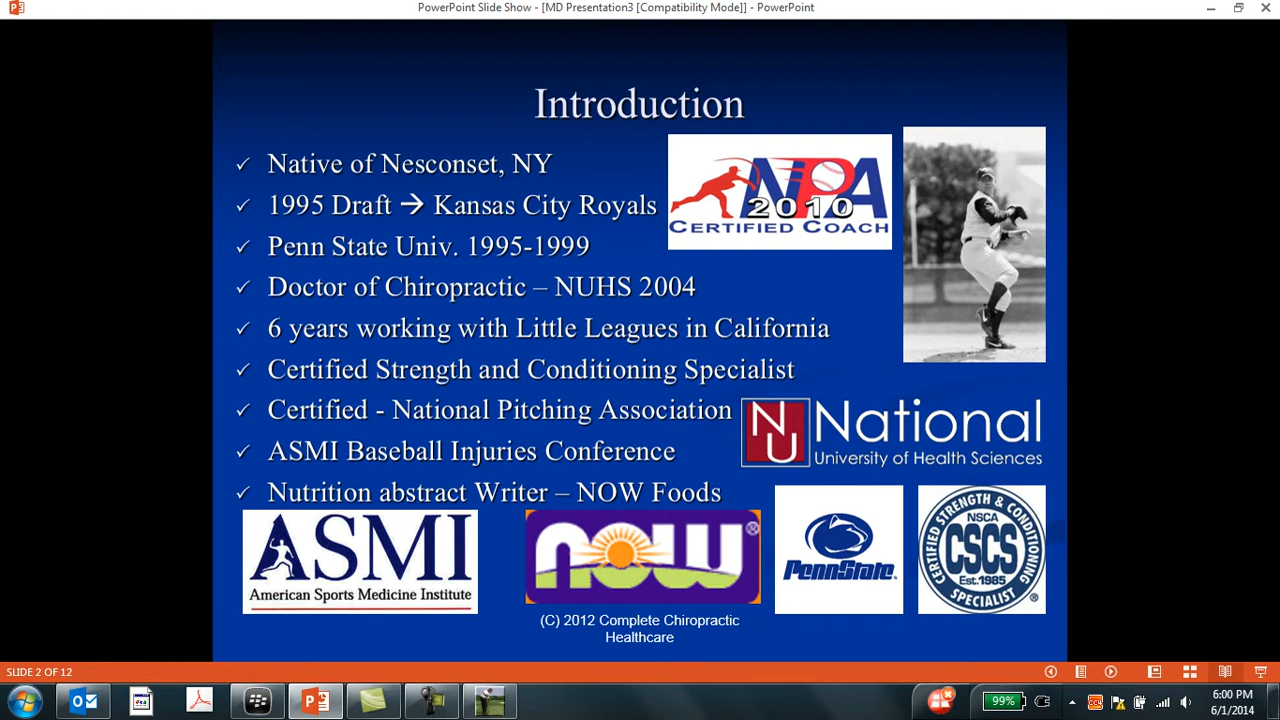 PowerPoint Slide Show - [MD Presentation3 [Compatibility Mode]] - PowerPoint
Introduction
Native of Nesconset, NY
1995 Draft → Kansas City Royals
Penn State Univ. 1995-1999
Doctor of Chiropractic – NUHS 2004
6 years working with Little Leagues in California
Certified Strength and Conditioning Specialist
Certified - National Pitching Association
ASMI Baseball Injuries Conference
Nutrition abstract Writer – NOW Foods
NPA
2010
CERTIFIED COACH
NU National
University of Health Sciences
ASMI
American Sports Medicine Institute
NOW®
PENNSTATE
CERTIFIED STRENGTH & CONDITIONING SPECIALIST®
NSCA
CSCS
Est.1985
(C) 2012 Complete Chiropractic
Healthcare
SLIDE 2 OF 12
99%
6:00 PM
6/1/2014